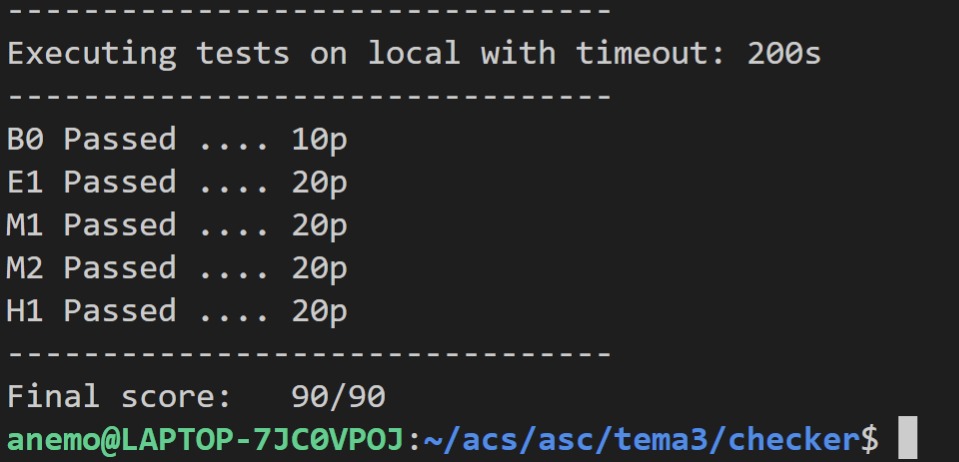 --------------------------------
Executing tests on local with timeout: 200s
--------------------------------
B0 Passed .... 10p
E1 Passed .... 20p
M1 Passed .... 20p
M2 Passed .... 20p
H1 Passed .... 20p
--------------------------------
Final score:   90/90
anemo@LAPTOP-7JC0VPOJ:~/acs/asc/tema3/checker$